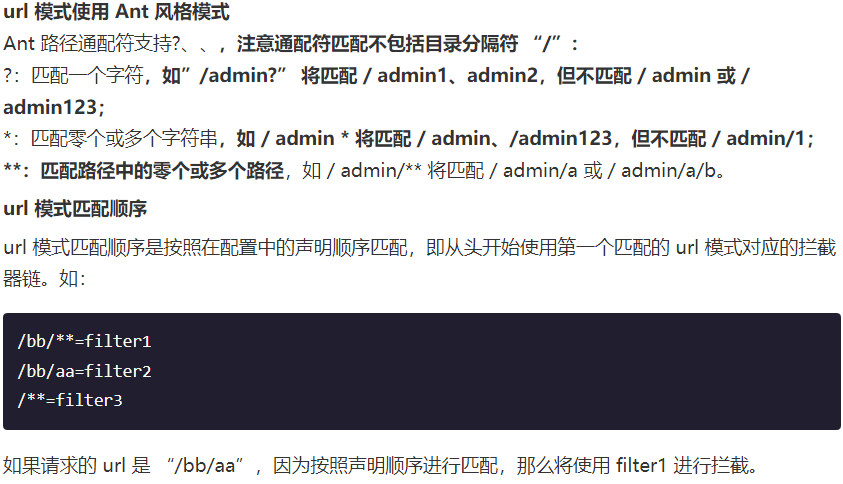 url 模式使用 Ant 风格模式
Ant 路径通配符支持?、、，注意通配符匹配不包括目录分隔符 “/”：
?：匹配一个字符，如” /admin?” 将匹配 / admin1、admin2，但不匹配 / admin 或 /
admin123；
*：匹配零个或多个字符串，如 / admin * 将匹配 / admin、/admin123，但不匹配 / admin/1；
**：匹配路径中的零个或多个路径，如 / admin/** 将匹配 / admin/a 或 / admin/a/b。
url 模式匹配顺序
url 模式匹配顺序是按照在配置中的声明顺序匹配，即从头开始使用第一个匹配的 url 模式对应的拦截
器链。如：
/bb/**=filter1
/bb/aa=filter2
/**=filter3
如果请求的 url 是 “/bb/aa”，因为按照声明顺序进行匹配，那么将使用 filter1 进行拦截。